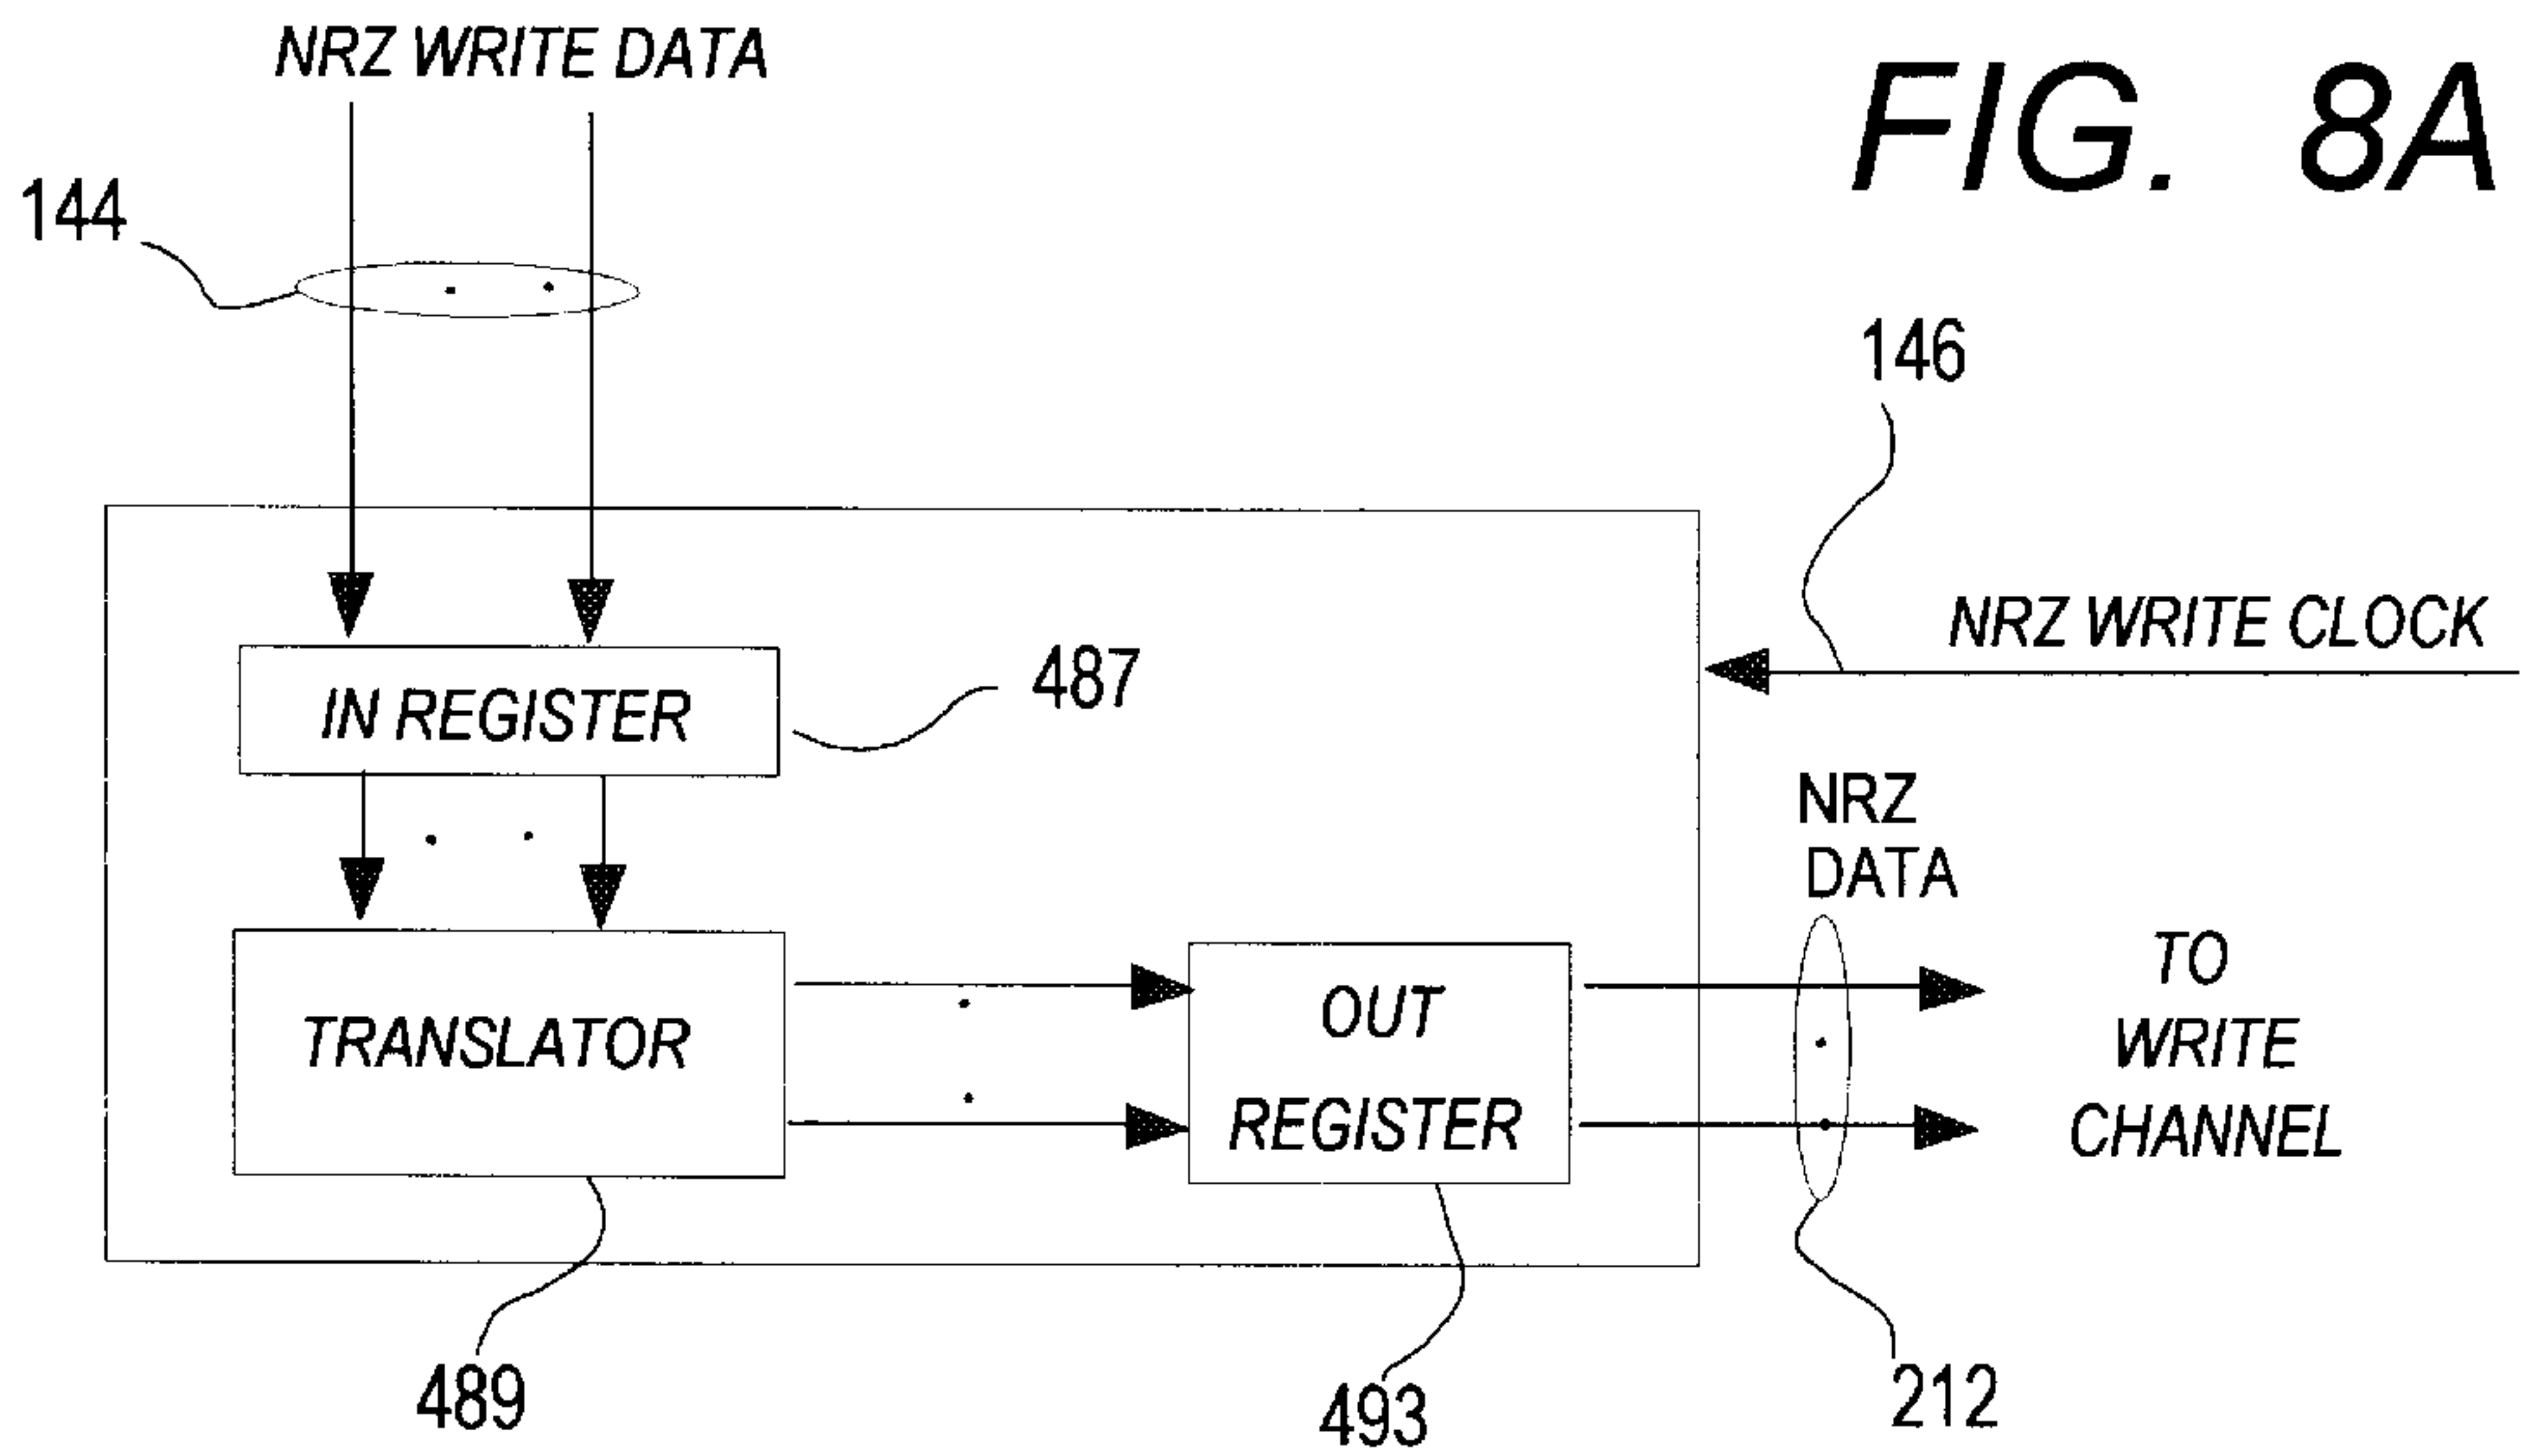 NRZ WRITE DATA
FIG. 8A
144
146
NRZ WRITE CLOCK
IN REGISTER
487
NRZ
DATA
TRANSLATOR
OUT
REGISTER
TO
WRITE
CHANNEL
489
493
212